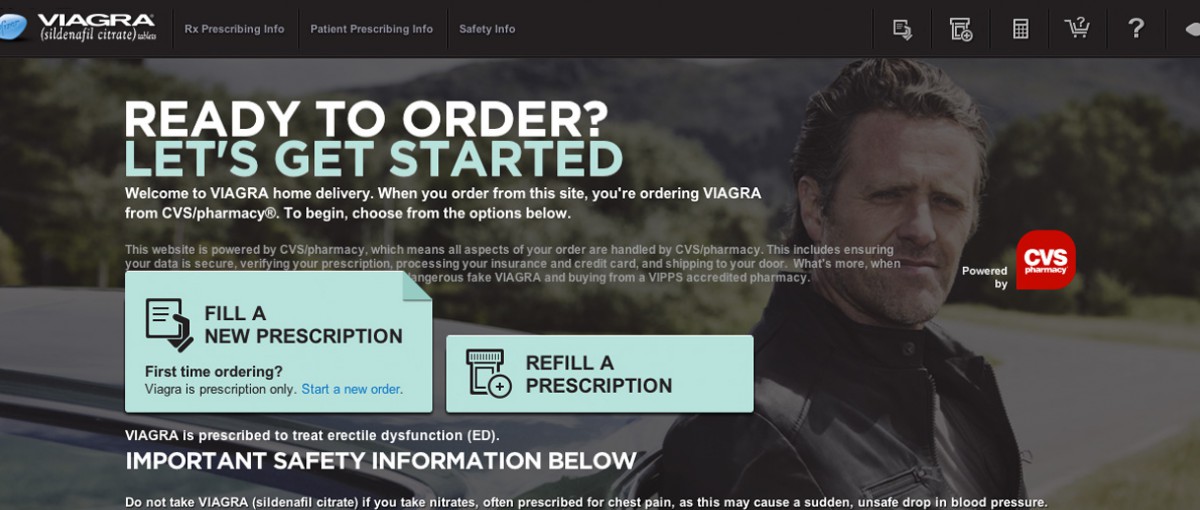 VIAGRA®
(sildenafil citrate) tablets
Rx Prescribing Info
Patient Prescribing Info
Safety Info
?
READY TO ORDER?
LET'S GET STARTED
Welcome to VIAGRA home delivery. When you order from this site, you're ordering VIAGRA
from CVS/pharmacy®. To begin, choose from the options below.
This website is powered by CVS/pharmacy, which means all aspects of your order are handled by CVS/pharmacy. This includes ensuring
your data is secure, verifying your prescription, processing your insurance and credit card, and shipping to your door. What's more, when
fake VIAGRA and buying from a VIPPS accredited pharmacy.
Powered
by
CVS
pharmacy
FILL A
NEW PRESCRIPTION
First time ordering?
Viagra is prescription only. Start a new order.
REFILL A
PRESCRIPTION
VIAGRA is prescribed to treat erectile dysfunction (ED).
IMPORTANT SAFETY INFORMATION BELOW
Do not take VIAGRA (sildenafil citrate) if you take nitrates, often prescribed for chest pain, as this may cause a sudden, unsafe drop in blood pressure.